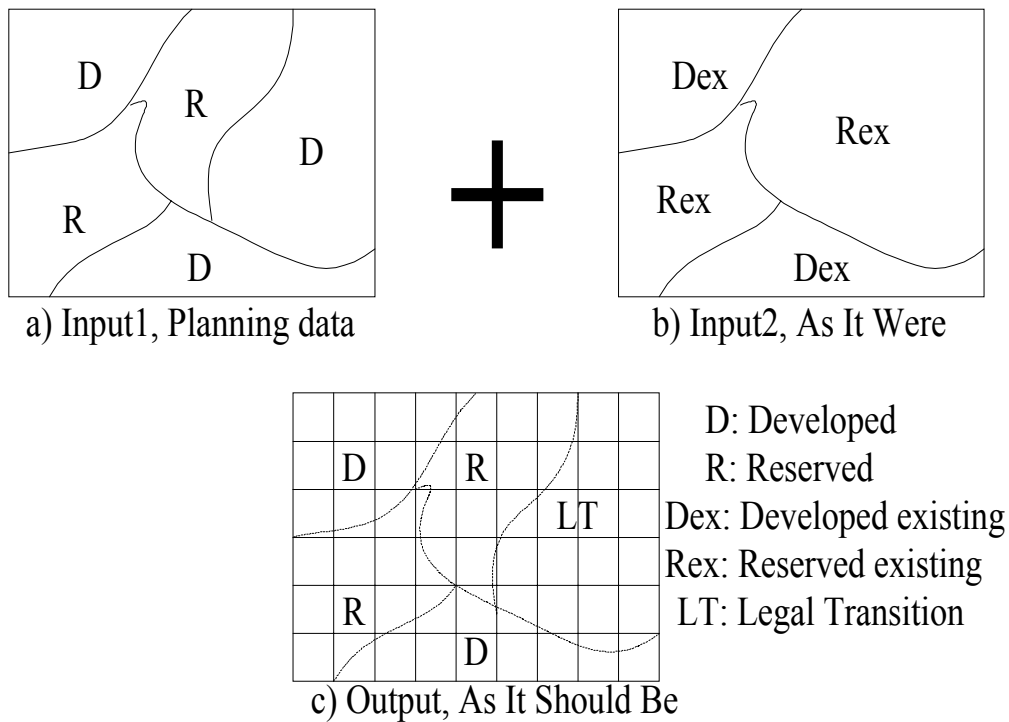 D
R
D
R
D
a) Input1, Planning data
Dex
Rex
Rex
Dex
b) Input2, As It Were
D
R
LT
R
D
c) Output, As It Should Be
D: Developed
R: Reserved
Dex: Developed existing
Rex: Reserved existing
LT: Legal Transition